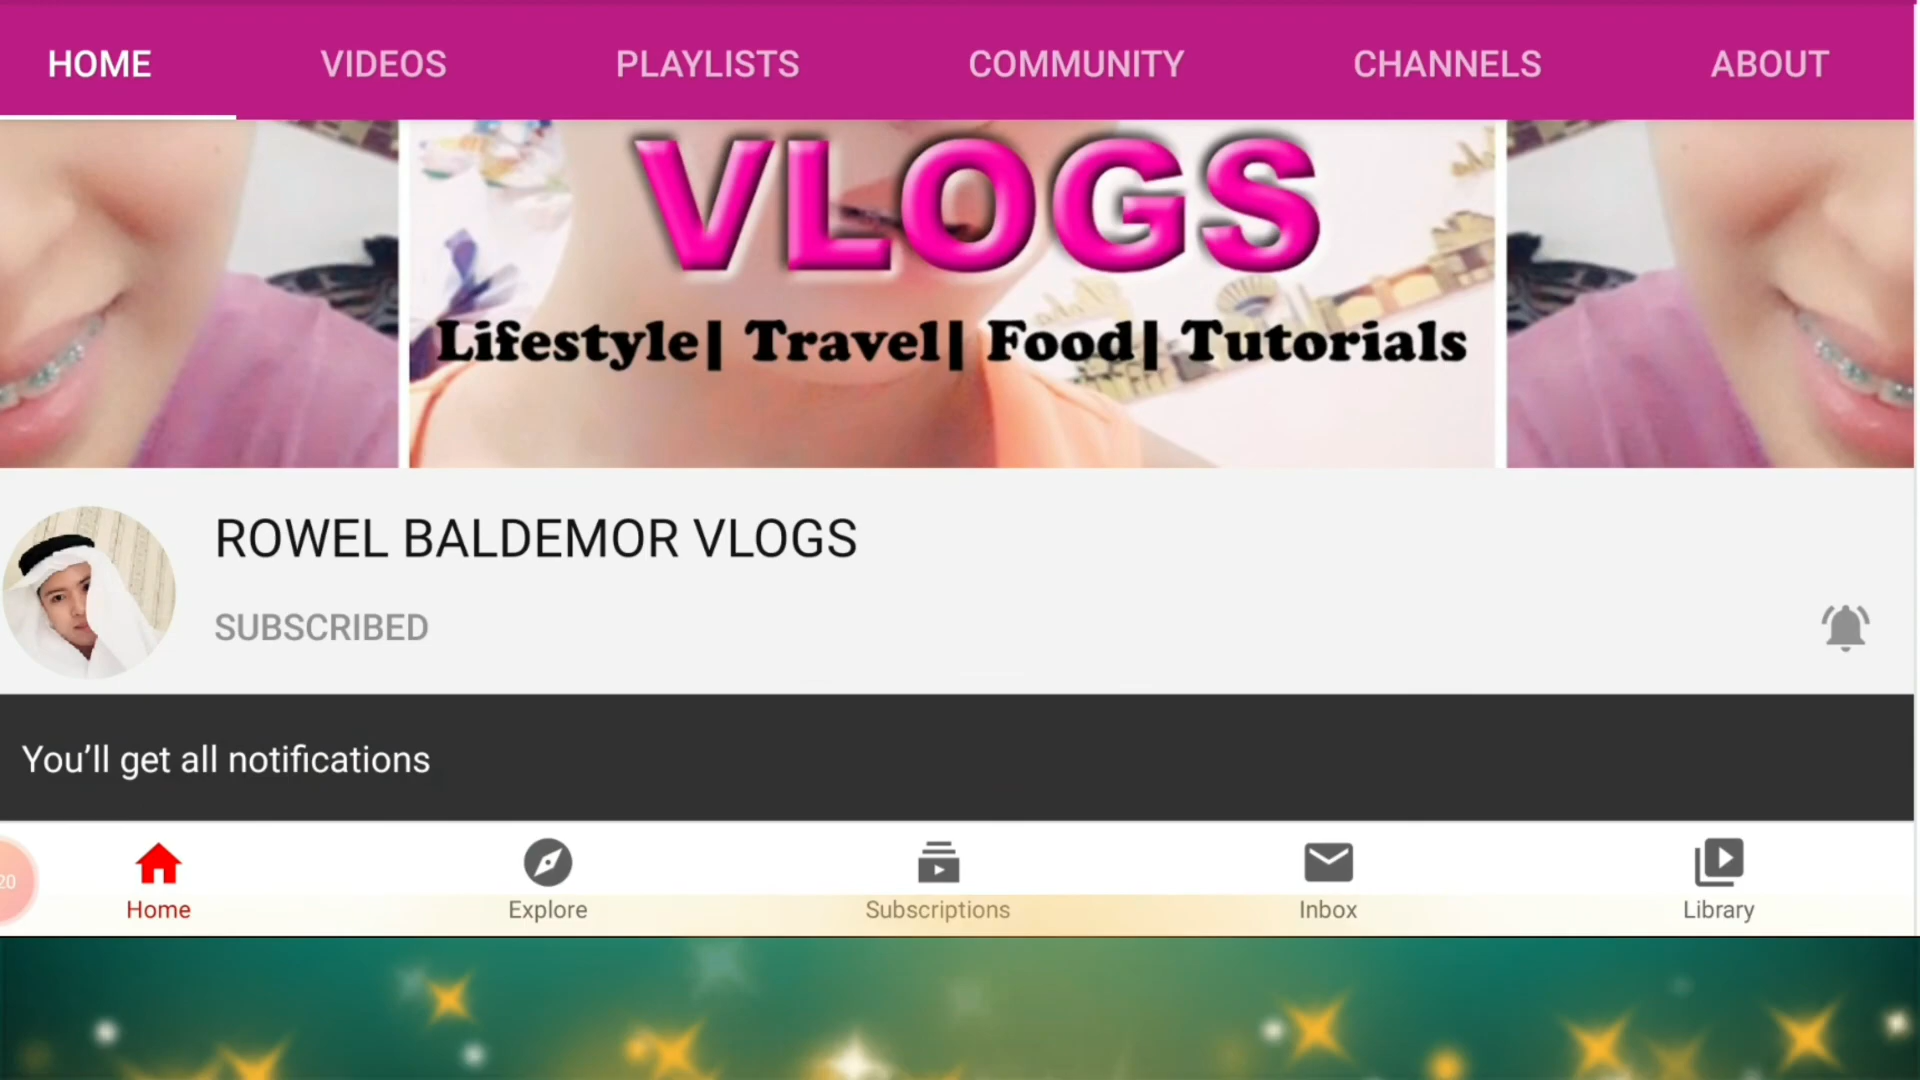 HOME VIDEOS PLAYLISTS COMMUNITY CHANNELS ABOUT
VLOGS
Lifestyle| Travel| Food| Tutorials
ROWEL BALDEMOR VLOGS
SUBSCRIBED
You’ll get all notifications
20
Home Explore Subscriptions Inbox Library